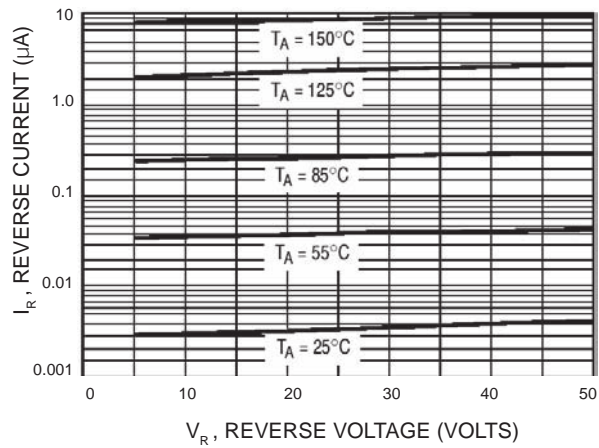 10
1.0
0.1
0.01
0.001
I_R, REVERSE CURRENT (μA)
T_A = 150°C
T_A = 125°C
T_A = 85°C
T_A = 55°C
T_A = 25°C
0 10 20 30 40 50
V_R, REVERSE VOLTAGE (VOLTS)